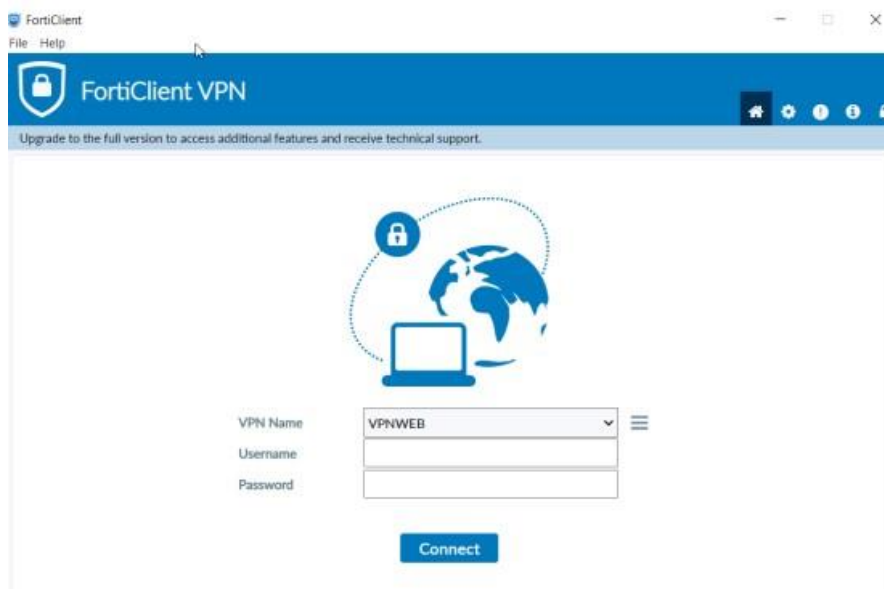 FortiClient
File Help
FortiClient VPN
Upgrade to the full version to access additional features and receive technical support.
VPN Name
VPNWEB
Username
Password
Connect